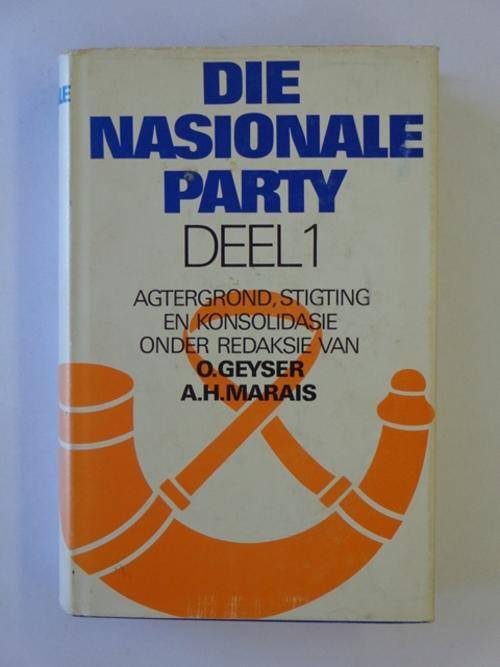 DIE
NASIONALE
PARTY
DEEL 1
AGTERGROND, STIGTING
EN KONSOLIDASIE
ONDER REDAKSIE VAN
O. GEYSER
A.H. MARAIS